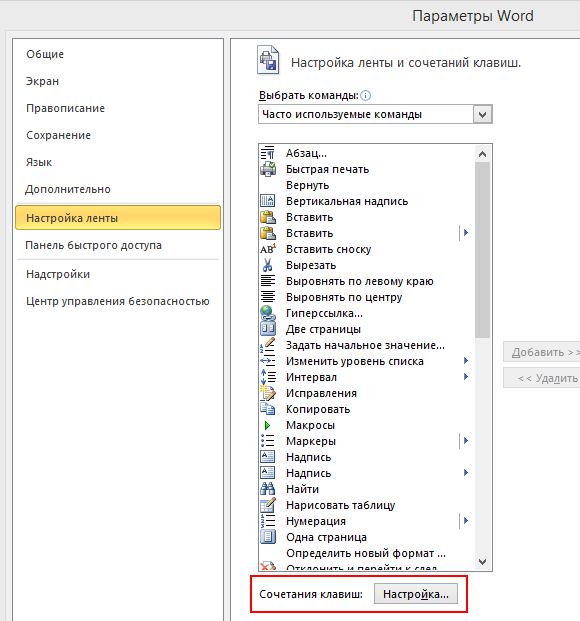 Параметры Word
Общие
Экран
Правописание
Сохранение
Язык
Дополнительно
Настройка ленты
Панель быстрого доступа
Надстройки
Центр управления безопасностью
Настройка ленты и сочетаний клавиш.
Выбрать команды:
Часто используемые команды
Абзац...
Быстрая печать
Вернуть
Вертикальная надпись
Вставить
Вставить
Вставить сноску
Вырезать
Выровнять по левому краю
Выровнять по центру
Гиперссылка...
Две страницы
Задать начальное значение...
Изменить уровень списка
Интервал
Исправления
Копировать
Макросы
Маркеры
Надпись
Надпись
Найти
Нарисовать таблицу
Нумерация
Одна страница
Определить новый формат ...
Отклонить и перейти к след
Добавить >>
<< Удалить
Сочетания клавиш: Настройка...